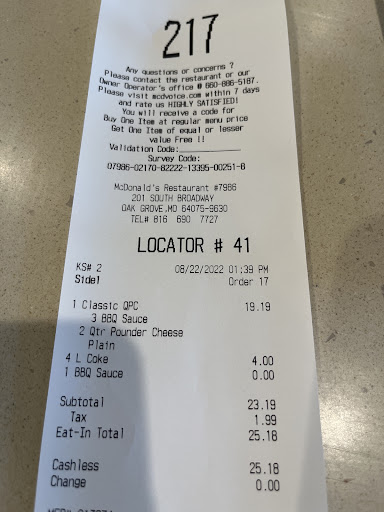 217
Any questions or concerns ?
Please contact the restaurant or our
Owner Operator's office @ 660-886-5187.
Please visit mcdvoice.com within 7 days
and rate us HIGHLY SATISFIED!
You will receive a code for
Buy One Item at regular menu price
Get One Item of equal or lesser
value Free !!
Validation Code:
Survey Code:
07986-02170-82222-13395-00251-8
McDonald's Restaurant #7986
201 SOUTH BROADWAY
OAK GROVE,MO 64075-9630
TEL# 816 690 7727
LOCATOR # 41
KS# 2 08/22/2022 01:39 PM
Side1 Order 17
1 Classic QPC 19.19
3 BBQ Sauce
2 Qtr Pounder Cheese
Plain
4 L Coke 4.00
1 BBQ Sauce 0.00
Subtotal 23.19
Tax 1.99
Eat-In Total 25.18
Cashless 25.18
Change 0.00